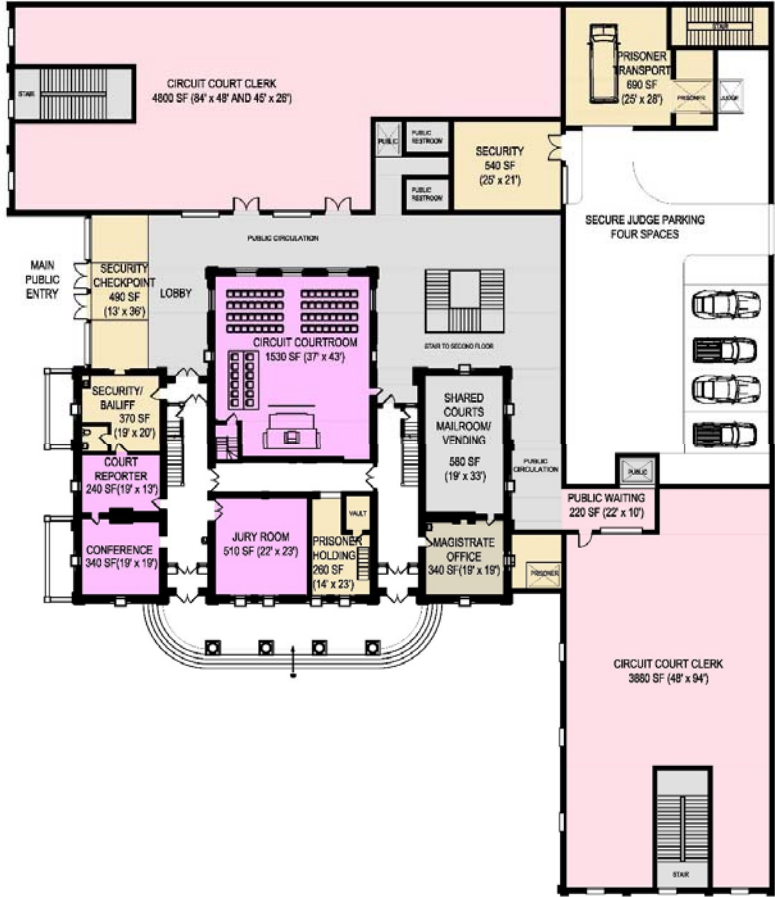 STAIR
PRISONER
TRANSPORT
690 SF
(25' x 28')
PRISONER
JUDGE
CIRCUIT COURT CLERK
4800 SF (84' x 48' AND 45' x 26')
STAIR
PUBLIC
PUBLIC
RESTROOM
PUBLIC
RESTROOM
SECURITY
540 SF
(25' x 21')
SECURE JUDGE PARKING
FOUR SPACES
PUBLIC CIRCULATION
MAIN
PUBLIC
ENTRY
SECURITY
CHECKPOINT
490 SF
(13' x 36')
LOBBY
CIRCUIT COURTROOM
1530 SF (37' x 43')
STAIR TO SECOND FLOOR
SECURITY/
BAILIFF
370 SF
(19' x 20')
SHARED
COURTS
MAILROOM/
VENDING
580 SF
(19' x 33')
COURT
REPORTER
240 SF(19' x 13')
PUBLIC
CIRCULATION
PUBLIC
PUBLIC WAITING
220 SF (22' x 10')
VAULT
JURY ROOM
510 SF (22' x 23')
PRISONER
HOLDING
260 SF
(14' x 23')
CONFERENCE
340 SF(19' x 19')
MAGISTRATE
OFFICE
340 SF(19' x 19')
PRISONER
CIRCUIT COURT CLERK
3880 SF (48' x 94')
STAIR